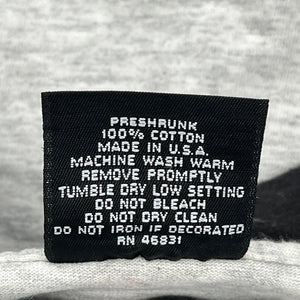 PRESHRUNK
100% COTTON
MADE IN U.S.A.
MACHINE WASH WARM
REMOVE PROMPTLY
TUMBLE DRY LOW SETTING
DO NOT BLEACH
DO NOT DRY CLEAN
DO NOT IRON IF DECORATED
RN 46831